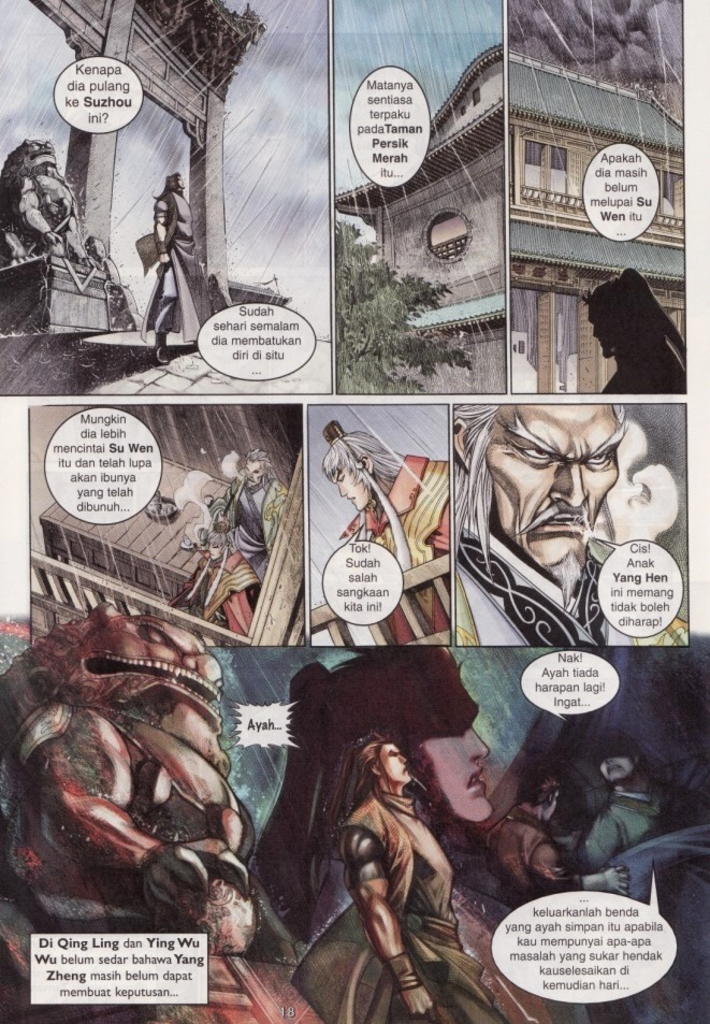 Kenapa
dia pulang
ke Suzhou
ini?
Sudah
sehari semalam
dia membatukan
diri di situ
...
Matanya
sentiasa
terpaku
padaTaman
Persik
Merah
itu...
Apakah
dia masih
belum
melupai Su
Wen itu
...
Mungkin
dia lebih
mencintai Su Wen
itu dan telah lupa
akan ibunya
yang telah
dibunuh...
Tok!
Sudah
salah
sangkaan
kita ini!
Cis!
Anak
Yang Hen
ini memang
tidak boleh
diharap!
Ayah...
Nak!
Ayah tiada
harapan lagi!
Ingat...
...
keluarkanlah benda
yang ayah simpan itu apabila
kau mempunyai apa-apa
masalah yang sukar hendak
kauselesaikan di
kemudian hari...
Di Qing Ling dan Ying Wu
Wu belum sedar bahawa Yang
Zheng masih belum dapat
membuat keputusan...
18